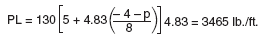 PL = 130[5 + 4.83(- 4 - p / 8)] 4.83 = 3465 lb./ft.